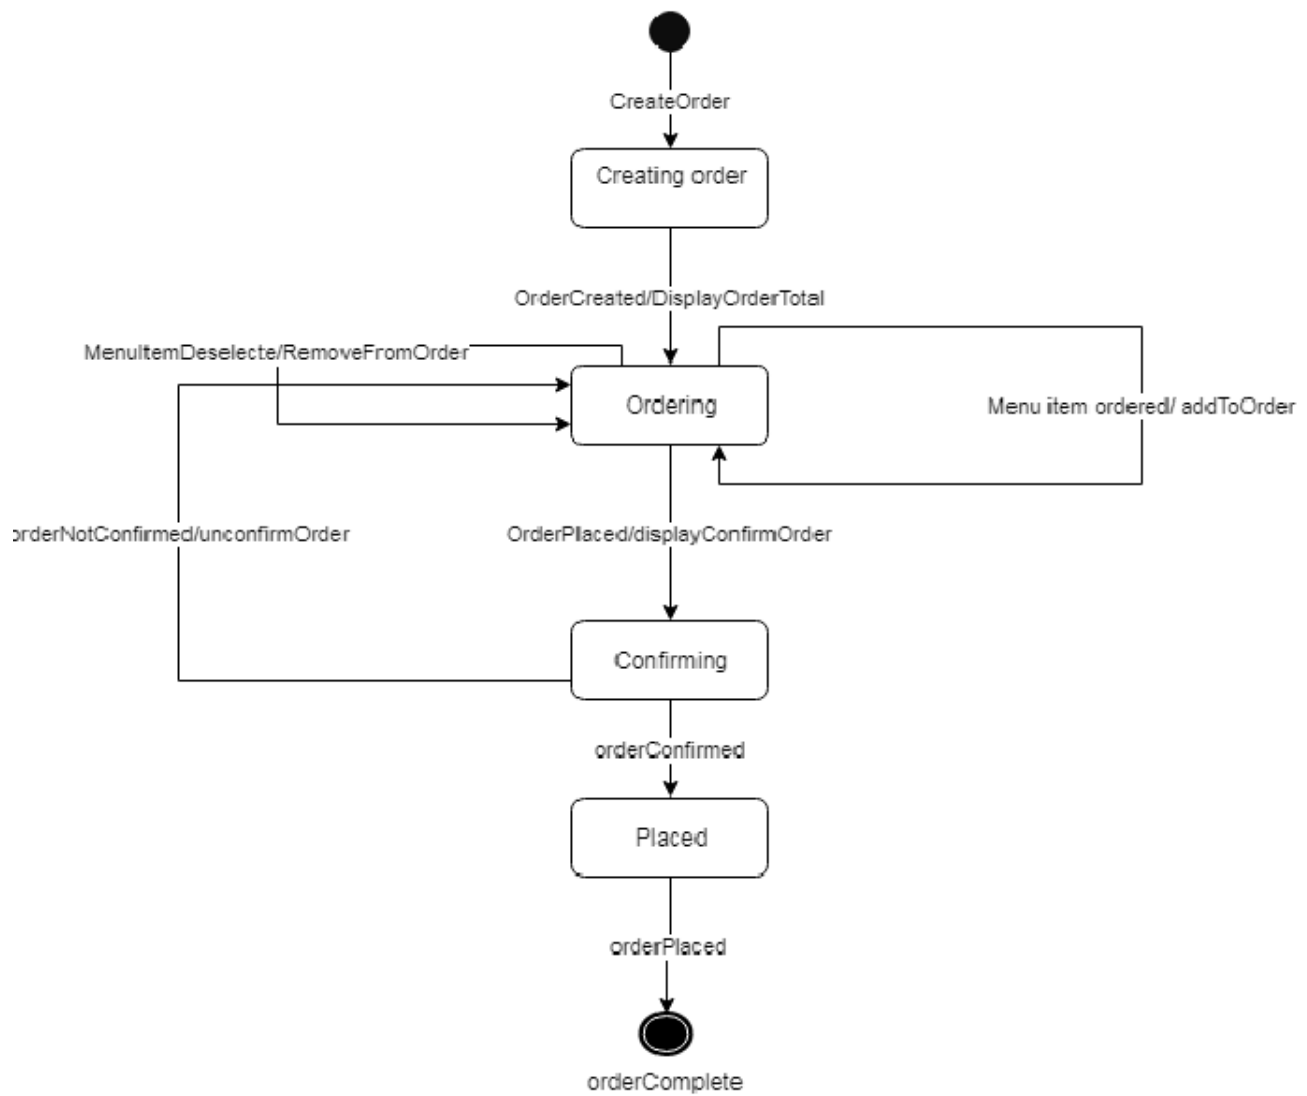 CreateOrder
Creating order
OrderCreated/DisplayOrderTotal
MenuItemDeselecte/RemoveFromOrder
Ordering
Menu item ordered/ addToOrder
orderNotConfirmed/unconfirmOrder
OrderPlaced/displayConfirmOrder
Confirming
orderConfirmed
Placed
orderPlaced
orderComplete